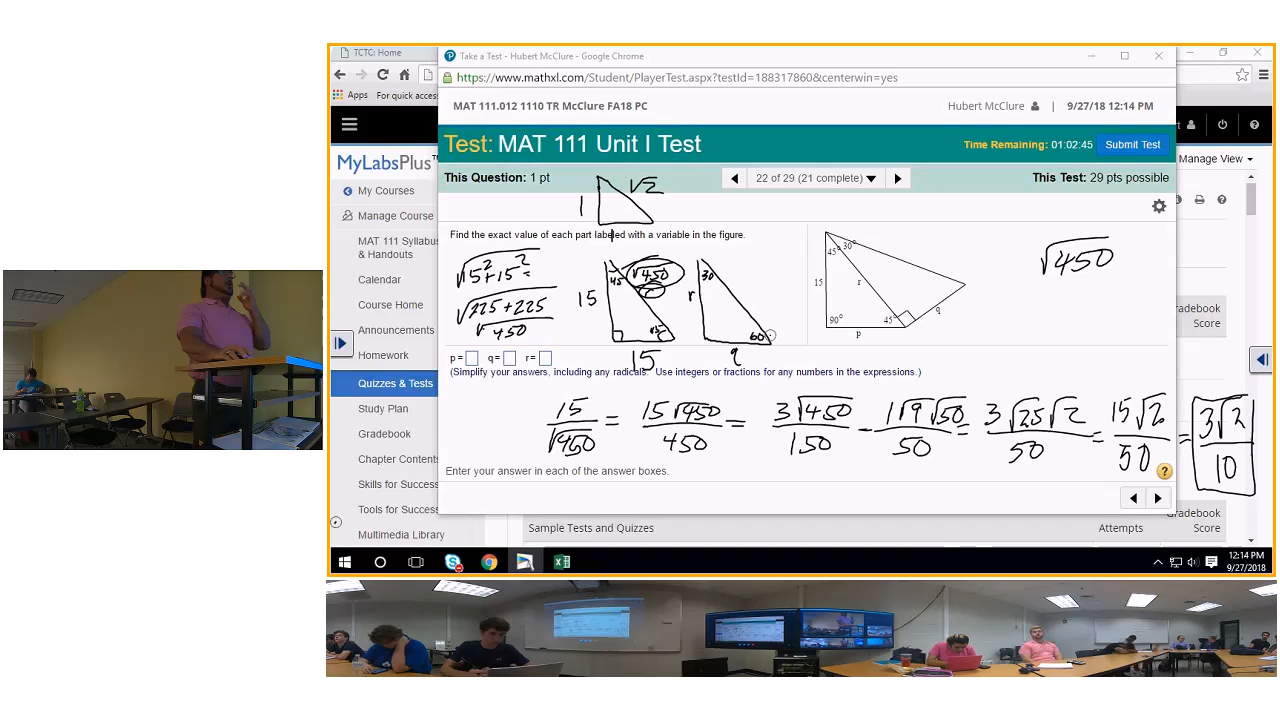 TCTC: Home
Apps For quick access
MyLabsPlus™
My Courses
Manage Course
MAT 111 Syllabus
& Handouts
Calendar
Course Home
Announcements
Homework
Quizzes & Tests
Study Plan
Gradebook
Chapter Contents
Skills for Success
Tools for Success
Multimedia Library
Take a Test - Hubert McClure - Google Chrome
https://www.mathxl.com/Student/PlayerTest.aspx?testId=188317860&centerwin=yes
MAT 111.012 1110 TR McClure FA18 PC
Hubert McClure 9/27/18 12:14 PM
Test: MAT 111 Unit I Test
Time Remaining: 01:02:45 Submit Test
This Question: 1 pt
22 of 29 (21 complete)
This Test: 29 pts possible
1 √2
1
Find the exact value of each part labeled with a variable in the figure.
√15²+15² =
√225+225
√450
45 √450
15 r
45
15
30
r
60
q
45° 30°
15 r
90° 45° q
p
√450
p = q = r =
(Simplify your answers, including any radicals. Use integers or fractions for any numbers in the expressions.)
15/√450 = 15√450/450 = 3√450/150 = 1√9√50/50 = 3√25√2/50 = 15√2/50 = 3√2/10
Enter your answer in each of the answer boxes.
?
Manage View
Gradebook
Score
Gradebook
Score
Sample Tests and Quizzes
Attempts
12:14 PM
9/27/2018